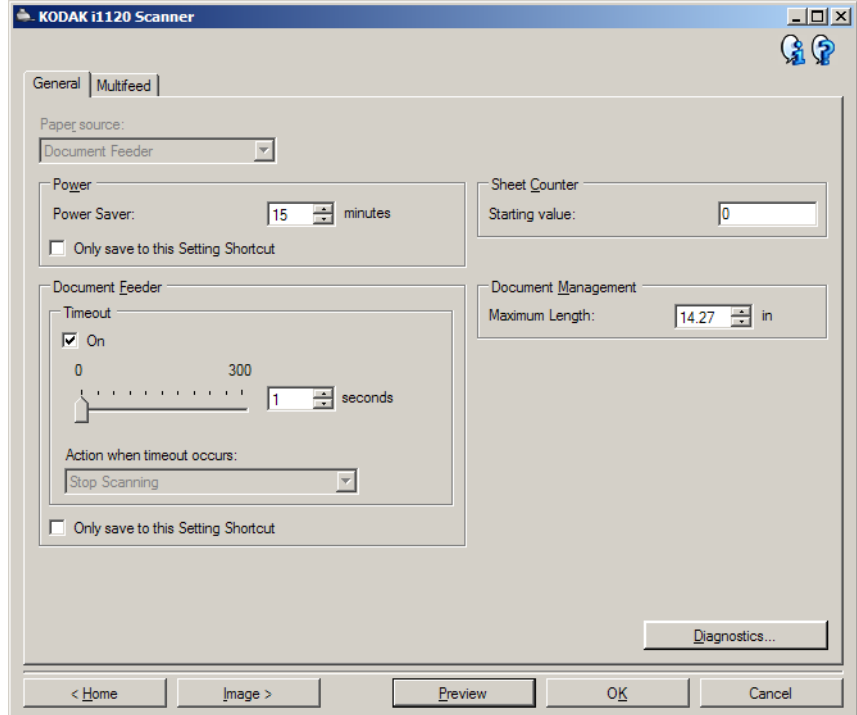 KODAK i1120 Scanner
General
Multifeed
Paper source:
Document Feeder
Power
Power Saver:
15
minutes
Only save to this Setting Shortcut
Sheet Counter
Starting value:
0
Document Feeder
Timeout
On
0
300
1
seconds
Action when timeout occurs:
Stop Scanning
Only save to this Setting Shortcut
Document Management
Maximum Length:
14.27
in
Diagnostics...
< Home
Image >
Preview
OK
Cancel